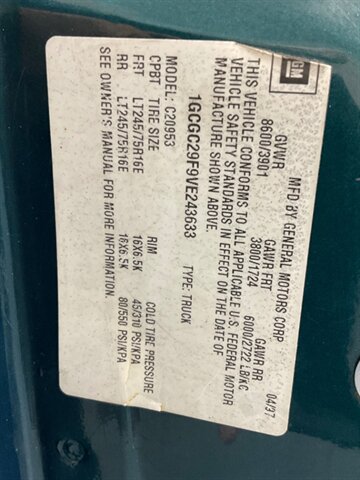 GM
MFD BY GENERAL MOTORS CORP
04/97
GVWR GAWR FRT GAWR RR
8600/3901 3800/1724 6000/2722 LB/KG
THIS VEHICLE CONFORMS TO ALL APPLICABLE U.S. FEDERAL MOTOR
VEHICLE SAFETY STANDARDS IN EFFECT ON THE DATE OF
MANUFACTURE SHOWN ABOVE.
1GCGC29F9VE243633 TYPE: TRUCK
MODEL: C20953
CPBT TIRE SIZE RIM COLD TIRE PRESSURE
FRT LT245/75R16E 16X6.5K 45/310 PSI/KPA
RR LT245/75R16E 16X6.5K 80/550 PSI/KPA
SEE OWNER'S MANUAL FOR MORE INFORMATION.